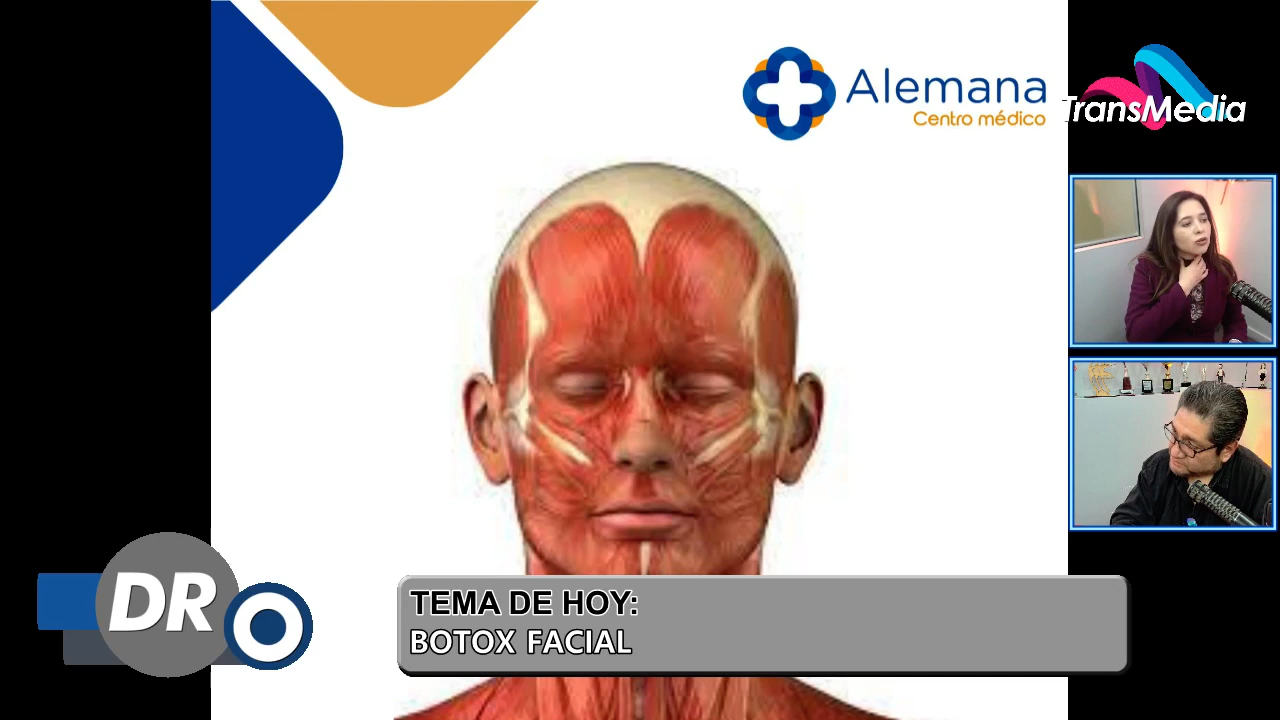 Alemana
Centro médico
TransMedia
DR
TEMA DE HOY:
BOTOX FACIAL